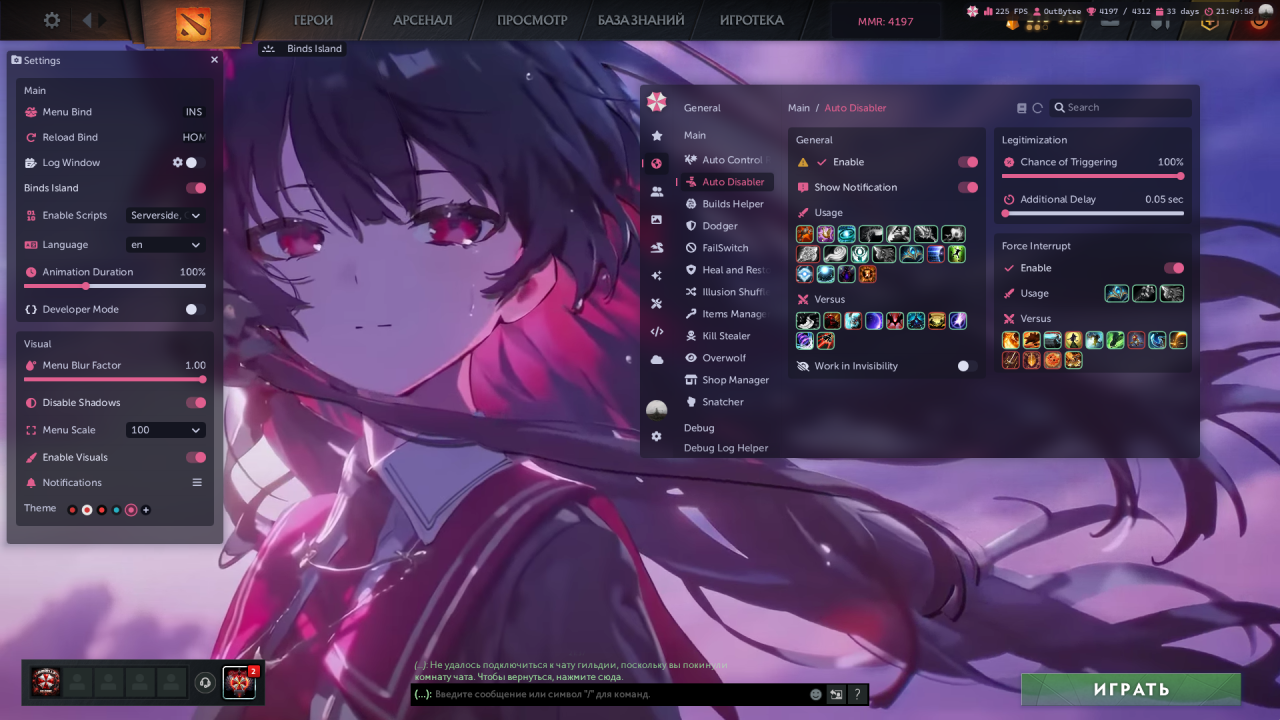 ГЕРОИ
АРСЕНАЛ
ПРОСМОТР
БАЗА ЗНАНИЙ
ИГРОТЕКА
MMR: 4197
225 FPS
OutBytee
4197 / 4312
33 days
21:49:58
Binds Island
Settings
Main
Menu Bind
INS
Reload Bind
HOM
Log Window
Binds Island
Enable Scripts
Serverside,
Language
en
Animation Duration
100%
Developer Mode
Visual
Menu Blur Factor
1.00
Disable Shadows
Menu Scale
100
Enable Visuals
Notifications
Theme
General
Main
Auto Control
Auto Disabler
Builds Helper
Dodger
FailSwitch
Heal and Rest
Illusion Shuffl
Items Manage
Kill Stealer
Overwolf
Shop Manager
Snatcher
Debug
Debug Log Helper
Main / Auto Disabler
Search
General
Enable
Show Notification
Usage
Versus
Work in Invisibility
Legitimization
Chance of Triggering
100%
Additional Delay
0.05 sec
Force Interrupt
Enable
Usage
Versus
2
(...): Не удалось подключиться к чату гильдии, поскольку вы покинули
комнату чата. Чтобы вернуться, нажмите сюда.
(...): Введите сообщение или символ "/" для команд.
?
ИГРАТЬ